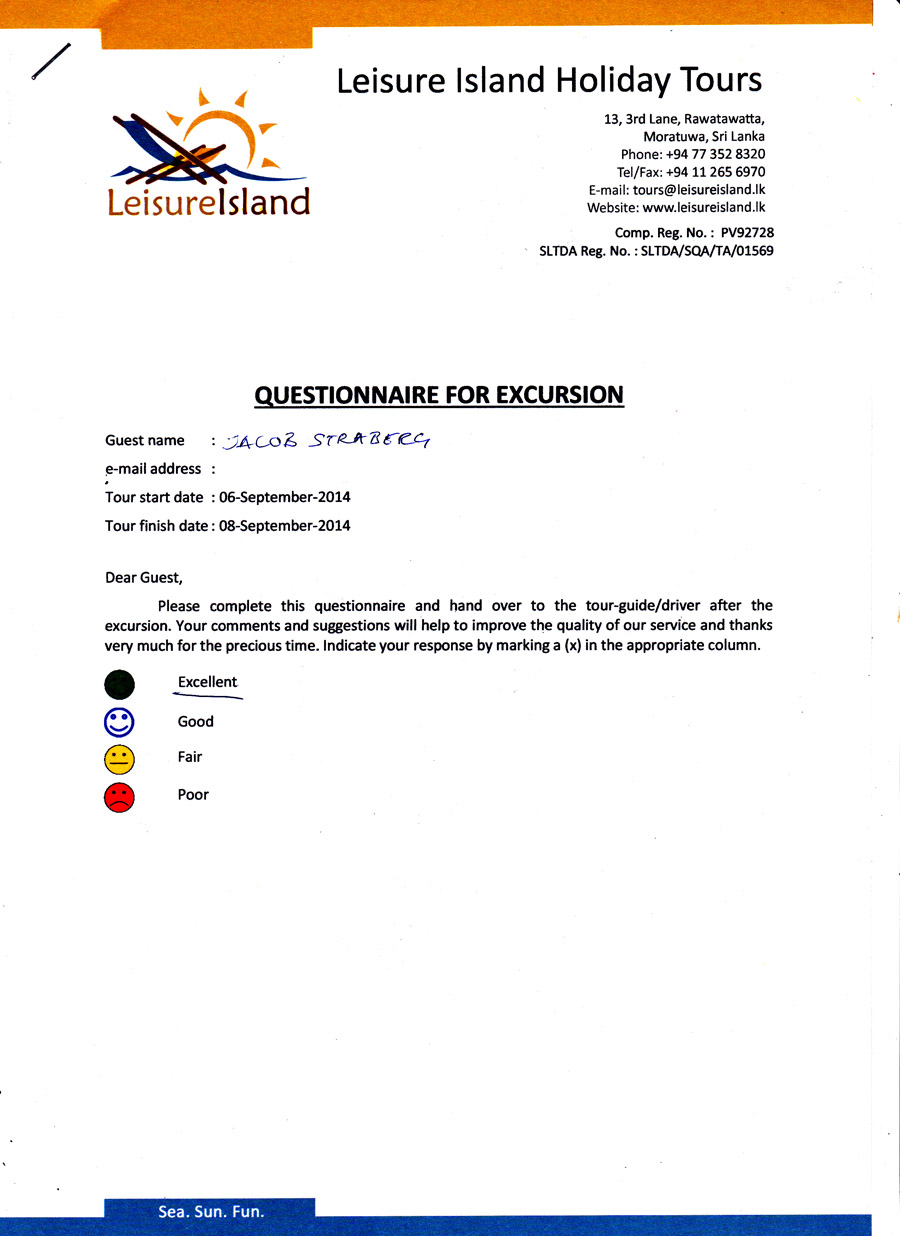 Leisure Island Holiday Tours
13, 3rd Lane, Rawatawatta,
Moratuwa, Sri Lanka
Phone: +94 77 352 8320
Tel/Fax: +94 11 265 6970
E-mail: tours@leisureisland.lk
Website: www.leisureisland.lk
Comp. Reg. No. : PV92728
SLTDA Reg. No. : SLTDA/SQA/TA/01569
LeisureIsland
QUESTIONNAIRE FOR EXCURSION
Guest name : JACOB STRABERG
e-mail address :
Tour start date : 06-September-2014
Tour finish date : 08-September-2014
Dear Guest,
Please complete this questionnaire and hand over to the tour-guide/driver after the
excursion. Your comments and suggestions will help to improve the quality of our service and thanks
very much for the precious time. Indicate your response by marking a (x) in the appropriate column.
Excellent
Good
Fair
Poor
Sea. Sun. Fun.